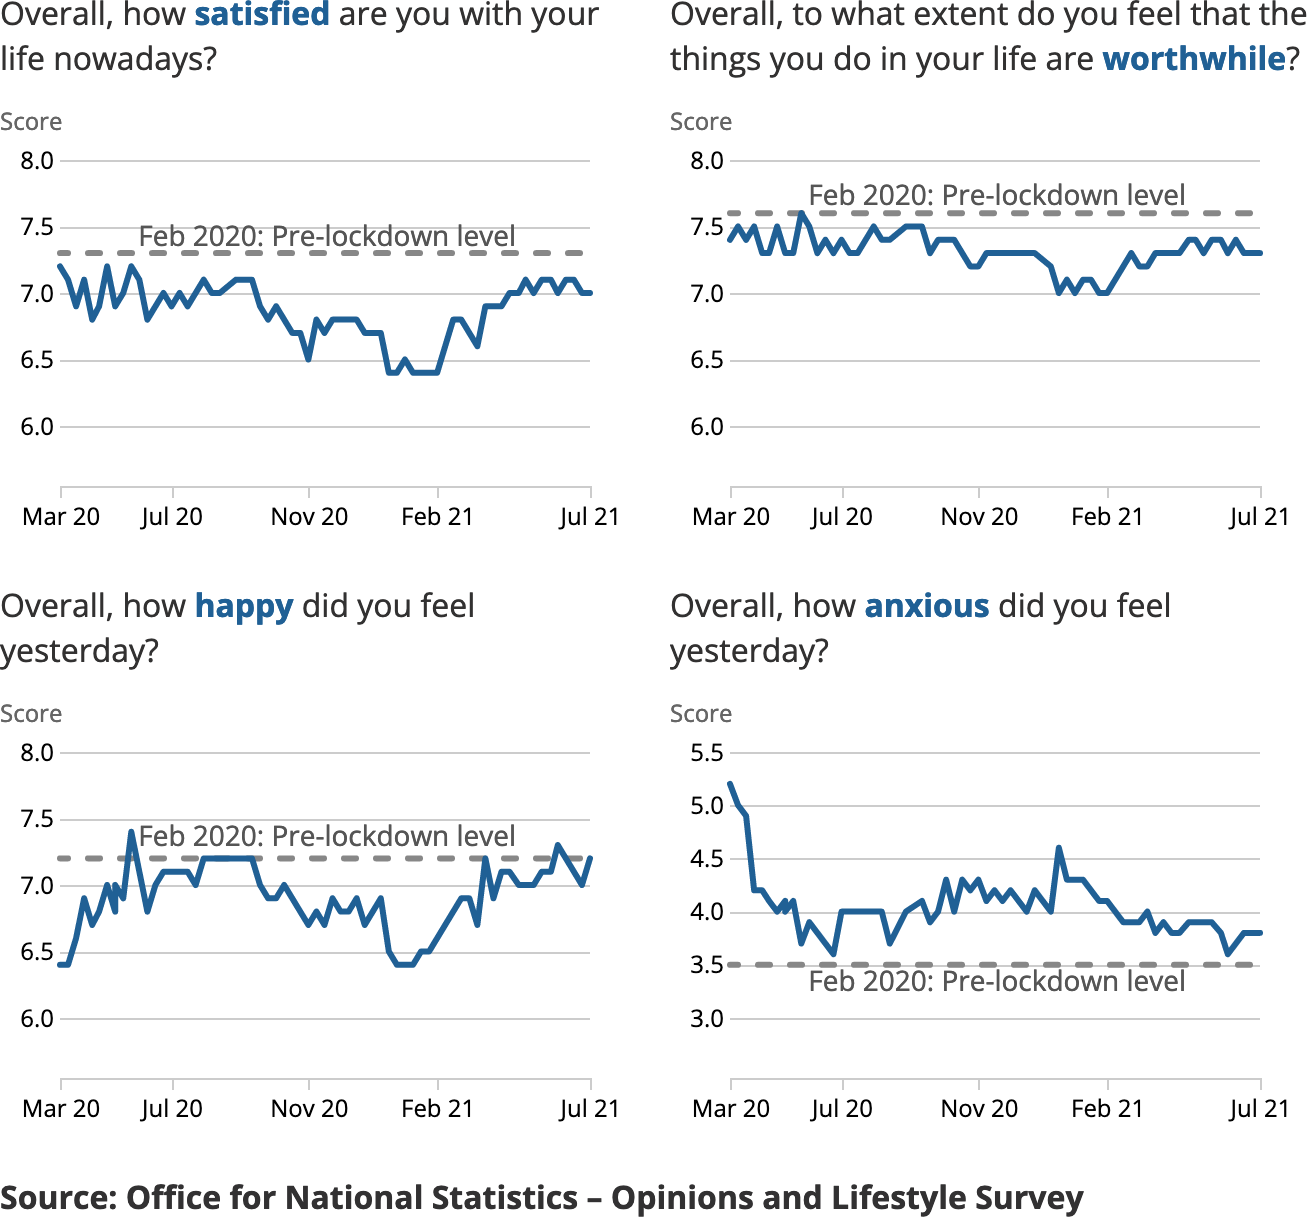 Overall, how satisfied are you with your
life nowadays?
Score
8.0
7.5
Feb 2020: Pre-lockdown level
7.0
6.5
6.0
Mar 20
Jul 20
Nov 20
Feb 21
Jul 21
Overall, to what extent do you feel that the
things you do in your life are worthwhile?
Score
8.0
Feb 2020: Pre-lockdown level
7.5
7.0
6.5
6.0
Mar 20
Jul 20
Nov 20
Feb 21
Jul 21
Overall, how happy did you feel
yesterday?
Score
8.0
7.5
Feb 2020: Pre-lockdown level
7.0
6.5
6.0
Mar 20
Jul 20
Nov 20
Feb 21
Jul 21
Overall, how anxious did you feel
yesterday?
Score
5.5
5.0
4.5
4.0
3.5
Feb 2020: Pre-lockdown level
3.0
Mar 20
Jul 20
Nov 20
Feb 21
Jul 21
Source: Office for National Statistics – Opinions and Lifestyle Survey